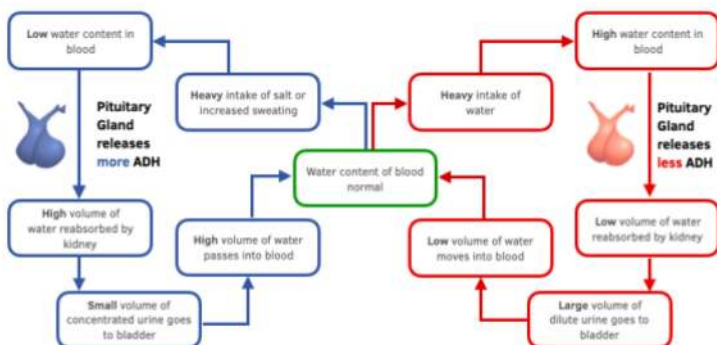 Low water content in
blood
High water content in
blood
Heavy intake of salt or
increased sweating
Heavy intake of
water
Pituitary
Gland
releases
more ADH
Pituitary
Gland
releases
less ADH
Water content of blood
normal
High volume of
water reabsorbed by
kidney
High volume of water
passes into blood
Low volume of water
moves into blood
Low volume of water
reabsorbed by kidney
Small volume of
concentrated urine goes
to bladder
Large volume of
dilute urine goes to
bladder